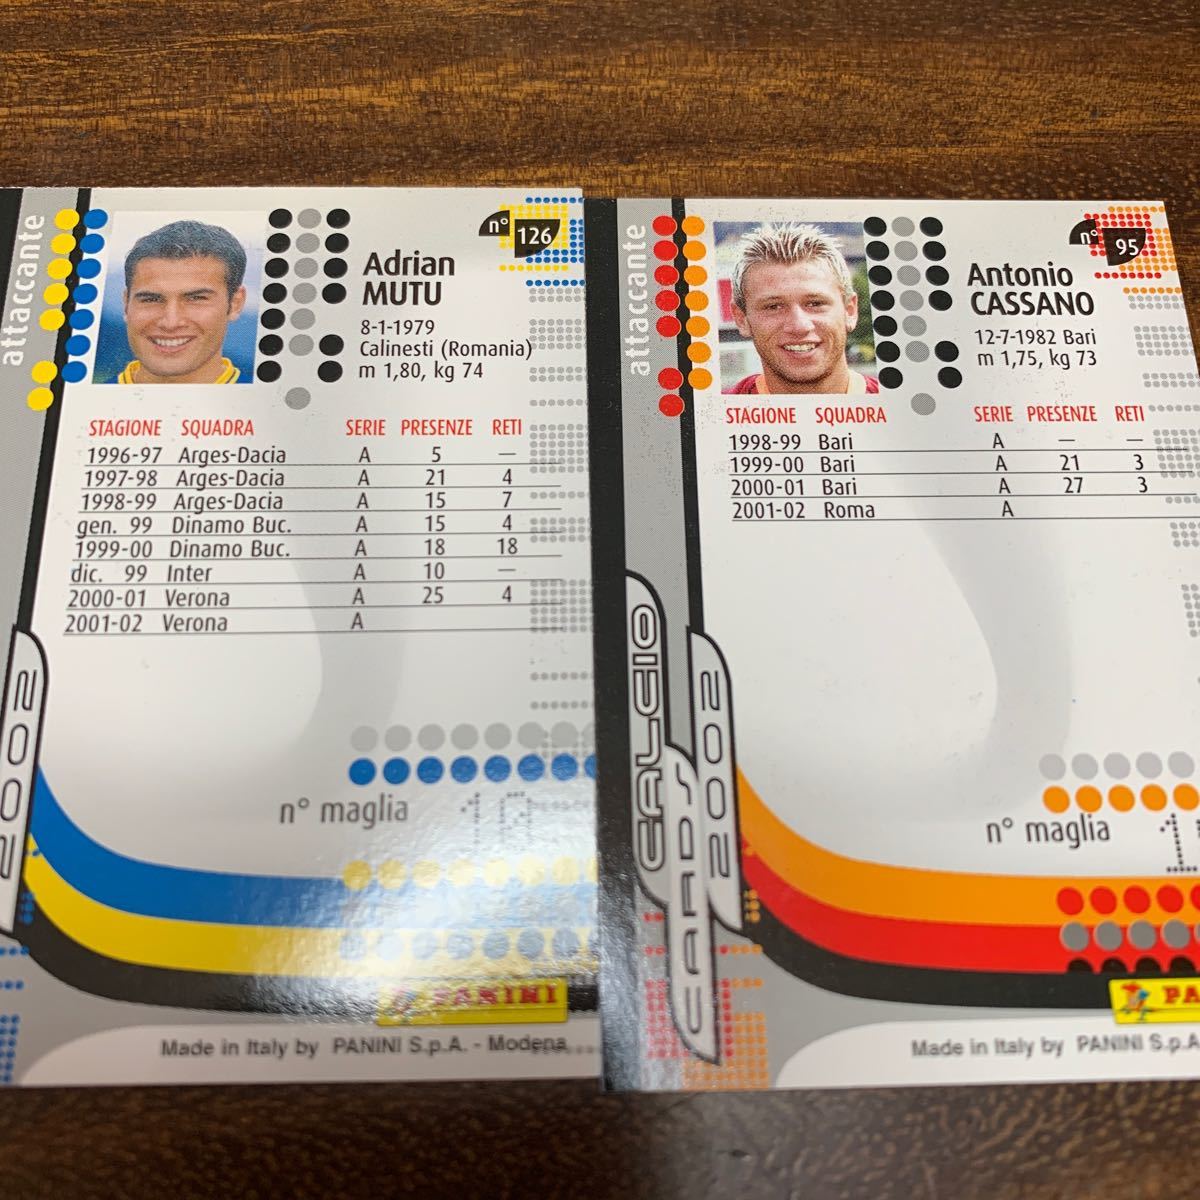 attaccante
n° 126
Adrian
MUTU
8-1-1979
Calinesti (Romania)
m 1,80, kg 74
STAGIONE SQUADRA SERIE PRESENZE RETI
1996-97 Arges-Dacia A 5 —
1997-98 Arges-Dacia A 21 4
1998-99 Arges-Dacia A 15 7
gen. 99 Dinamo Buc. A 15 4
1999-00 Dinamo Buc. A 18 18
dic. 99 Inter A 10 —
2000-01 Verona A 25 4
2001-02 Verona A
2002
n° maglia
PANINI
Made in Italy by PANINI S.p.A. - Modena
attaccante
n° 95
Antonio
CASSANO
12-7-1982 Bari
m 1,75, kg 73
STAGIONE SQUADRA SERIE PRESENZE RETI
1998-99 Bari A — —
1999-00 Bari A 21 3
2000-01 Bari A 27 3
2001-02 Roma A
CALCIO
CARDS
2002
n° maglia
PA
Made in Italy by PANINI S.p.A